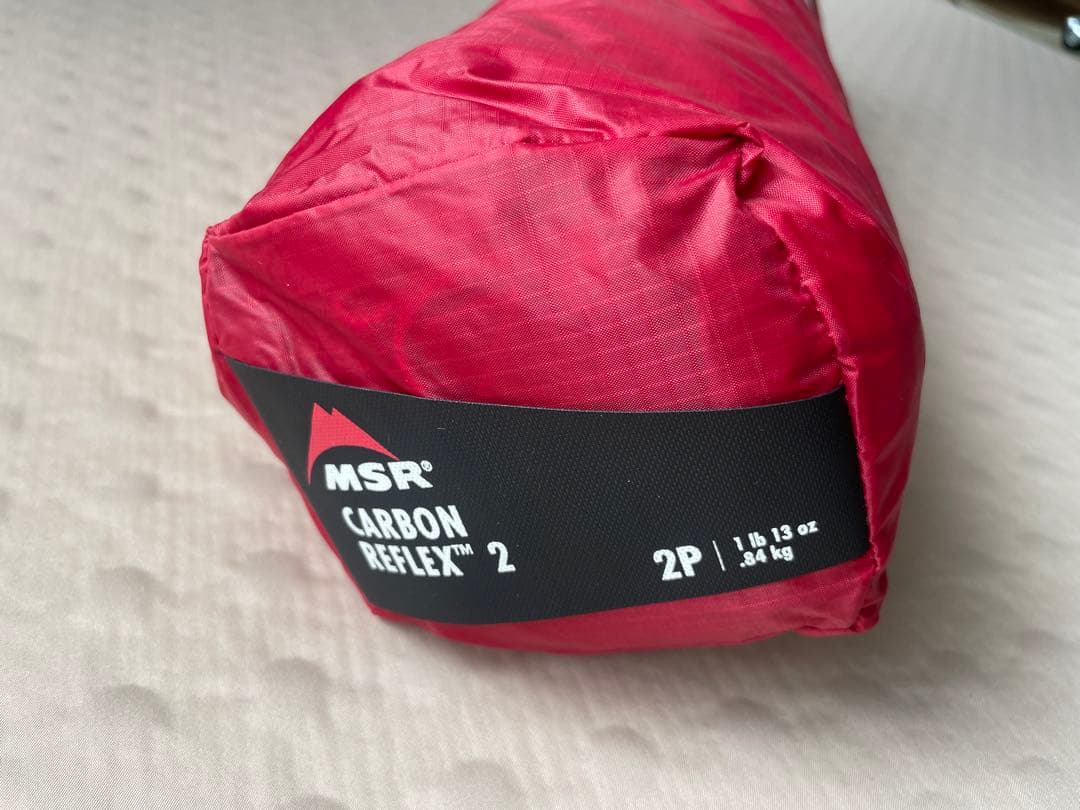 MSR®
CARBON
REFLEX™ 2
2P | 1 lb 13 oz
.84 kg